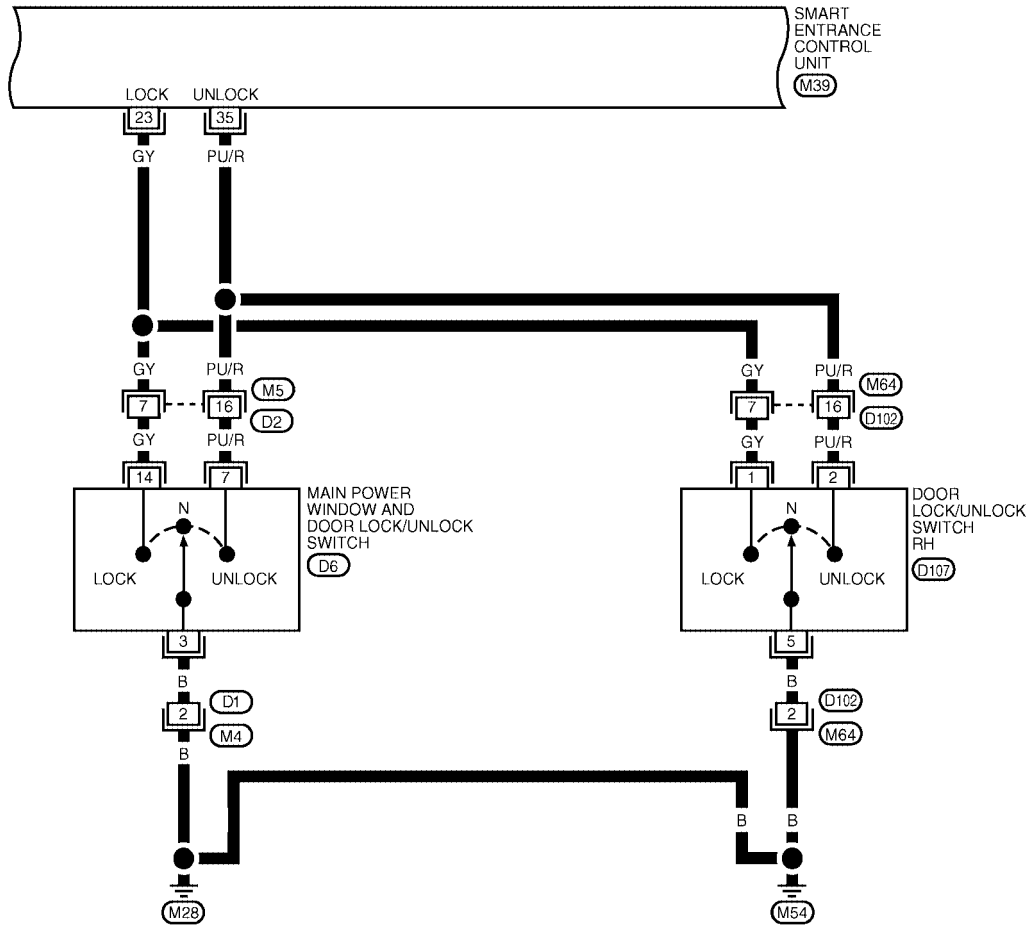 SMART
ENTRANCE
CONTROL
UNIT
M39
LOCK UNLOCK
23 35
GY PU/R
GY PU/R GY PU/R
M5 M64
7 16 7 16
D2 D102
GY PU/R GY PU/R
14 7 1 2
MAIN POWER
WINDOW AND
DOOR LOCK/UNLOCK
SWITCH
D6
DOOR
LOCK/UNLOCK
SWITCH
RH
D107
N N
LOCK UNLOCK LOCK UNLOCK
3 5
B B
D1 D102
2 2
M4 M64
B
B B
M28 M54